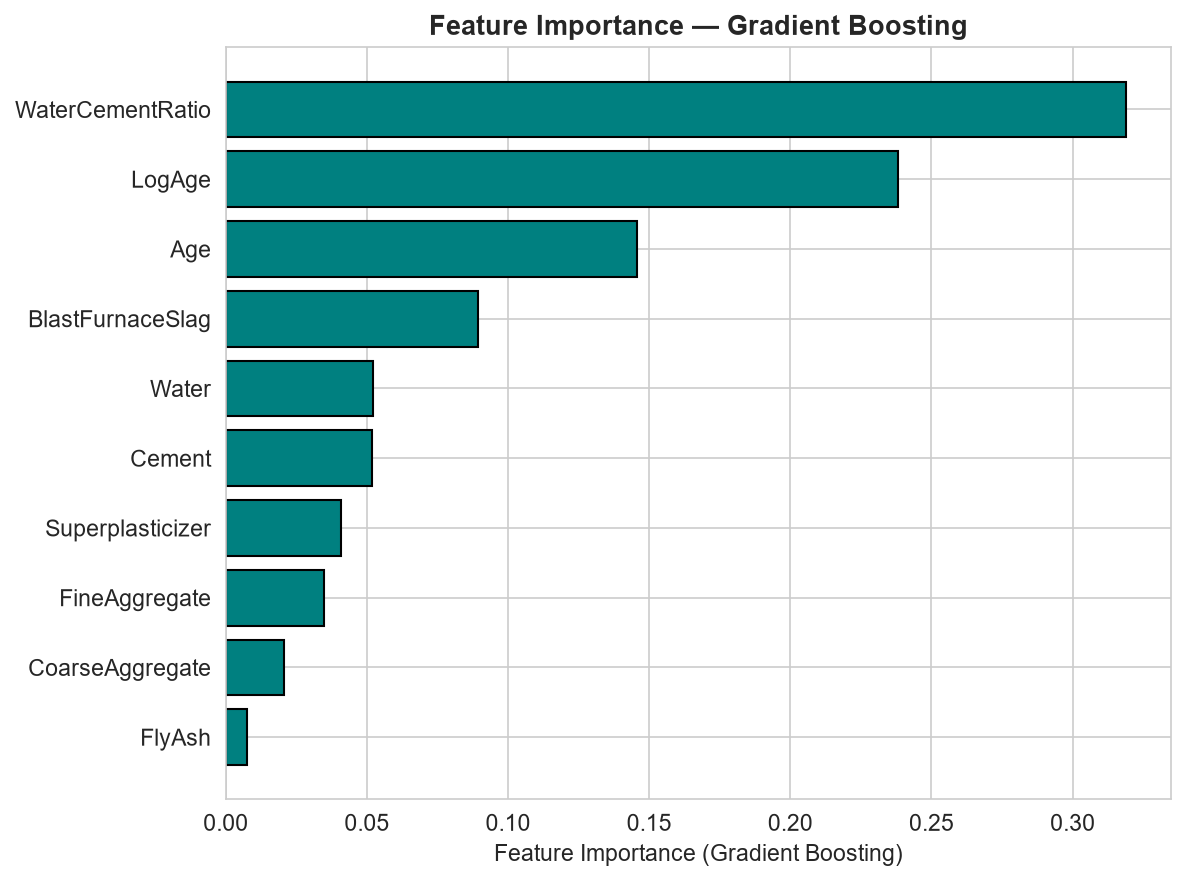 Feature Importance — Gradient Boosting
WaterCementRatio
LogAge
Age
BlastFurnaceSlag
Water
Cement
Superplasticizer
FineAggregate
CoarseAggregate
FlyAsh
0.00 0.05 0.10 0.15 0.20 0.25 0.30
Feature Importance (Gradient Boosting)